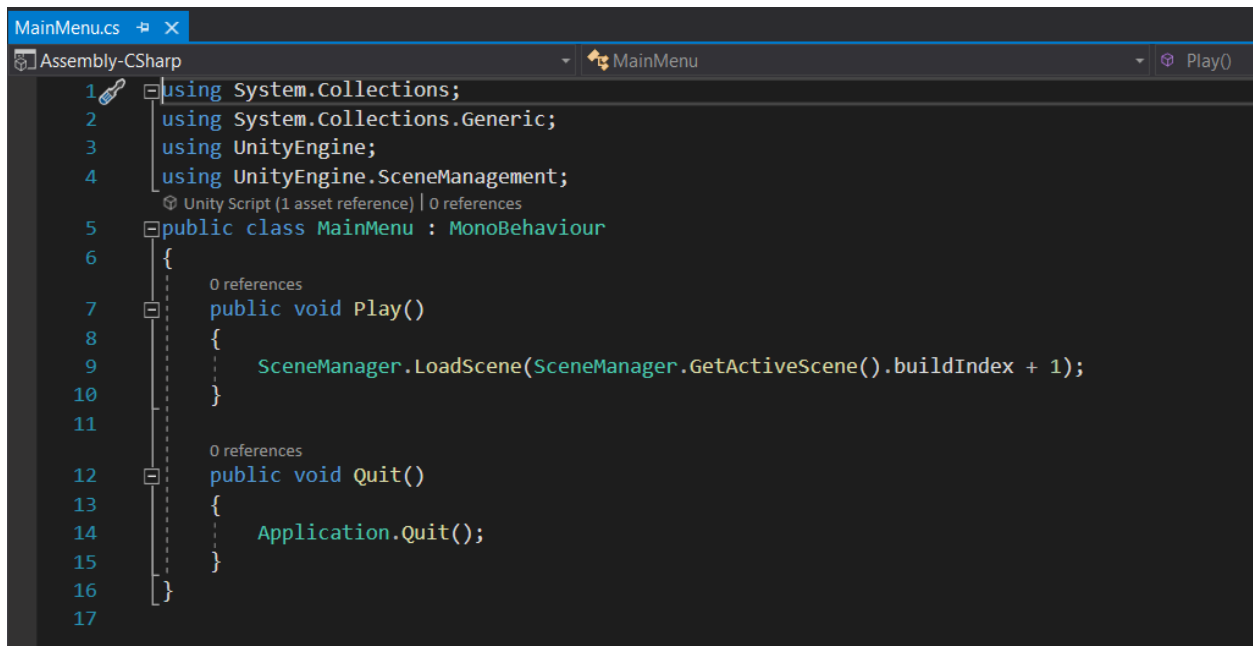 MainMenu.cs
Assembly-CSharp MainMenu Play()
1 using System.Collections;
2 using System.Collections.Generic;
3 using UnityEngine;
4 using UnityEngine.SceneManagement;
Unity Script (1 asset reference) | 0 references
5 public class MainMenu : MonoBehaviour
6 {
0 references
7 public void Play()
8 {
9 SceneManager.LoadScene(SceneManager.GetActiveScene().buildIndex + 1);
10 }
11
0 references
12 public void Quit()
13 {
14 Application.Quit();
15 }
16 }
17